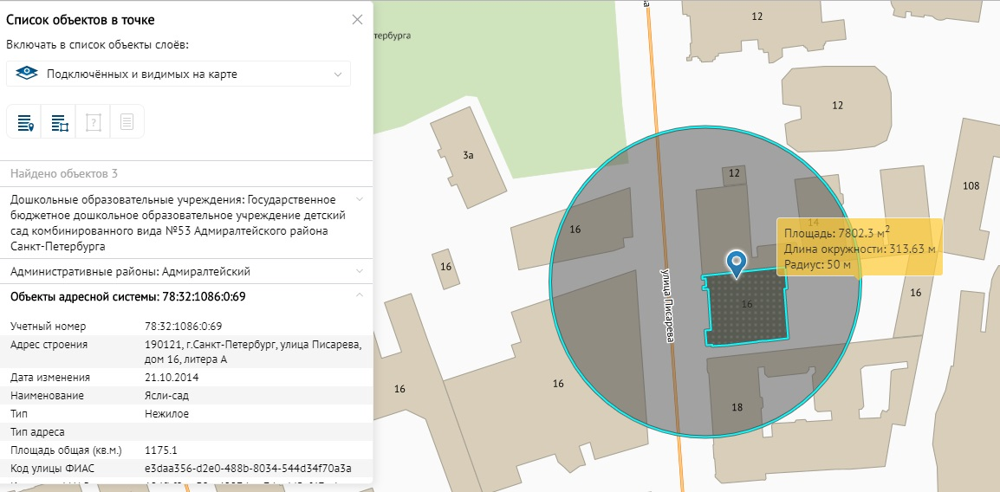 Список объектов в точке
Включать в список объекты слоёв:
Подключённых и видимых на карте
Найдено объектов 3
Дошкольные образовательные учреждения: Государственное
бюджетное дошкольное образовательное учреждение детский
сад комбинированного вида №53 Адмиралтейского района
Санкт-Петербурга
Административные районы: Адмиралтейский
Объекты адресной системы: 78:32:1086:0:69
Учетный номер 78:32:1086:0:69
Адрес строения 190121, г.Санкт-Петербург, улица Писарева,
дом 16, литера А
Дата изменения 21.10.2014
Наименование Ясли-сад
Тип Нежилое
Тип адреса
Площадь общая (кв.м.) 1175.1
Код улицы ФИАС e3daa356-d2e0-488b-8034-544d34f70a3a
тербурга
12
12
3а
12
108
14
16
16
Площадь: 7802.3 м²
Длина окружности: 313,63 м
Радиус: 50 м
улица Писарева
16
16
16
16
18